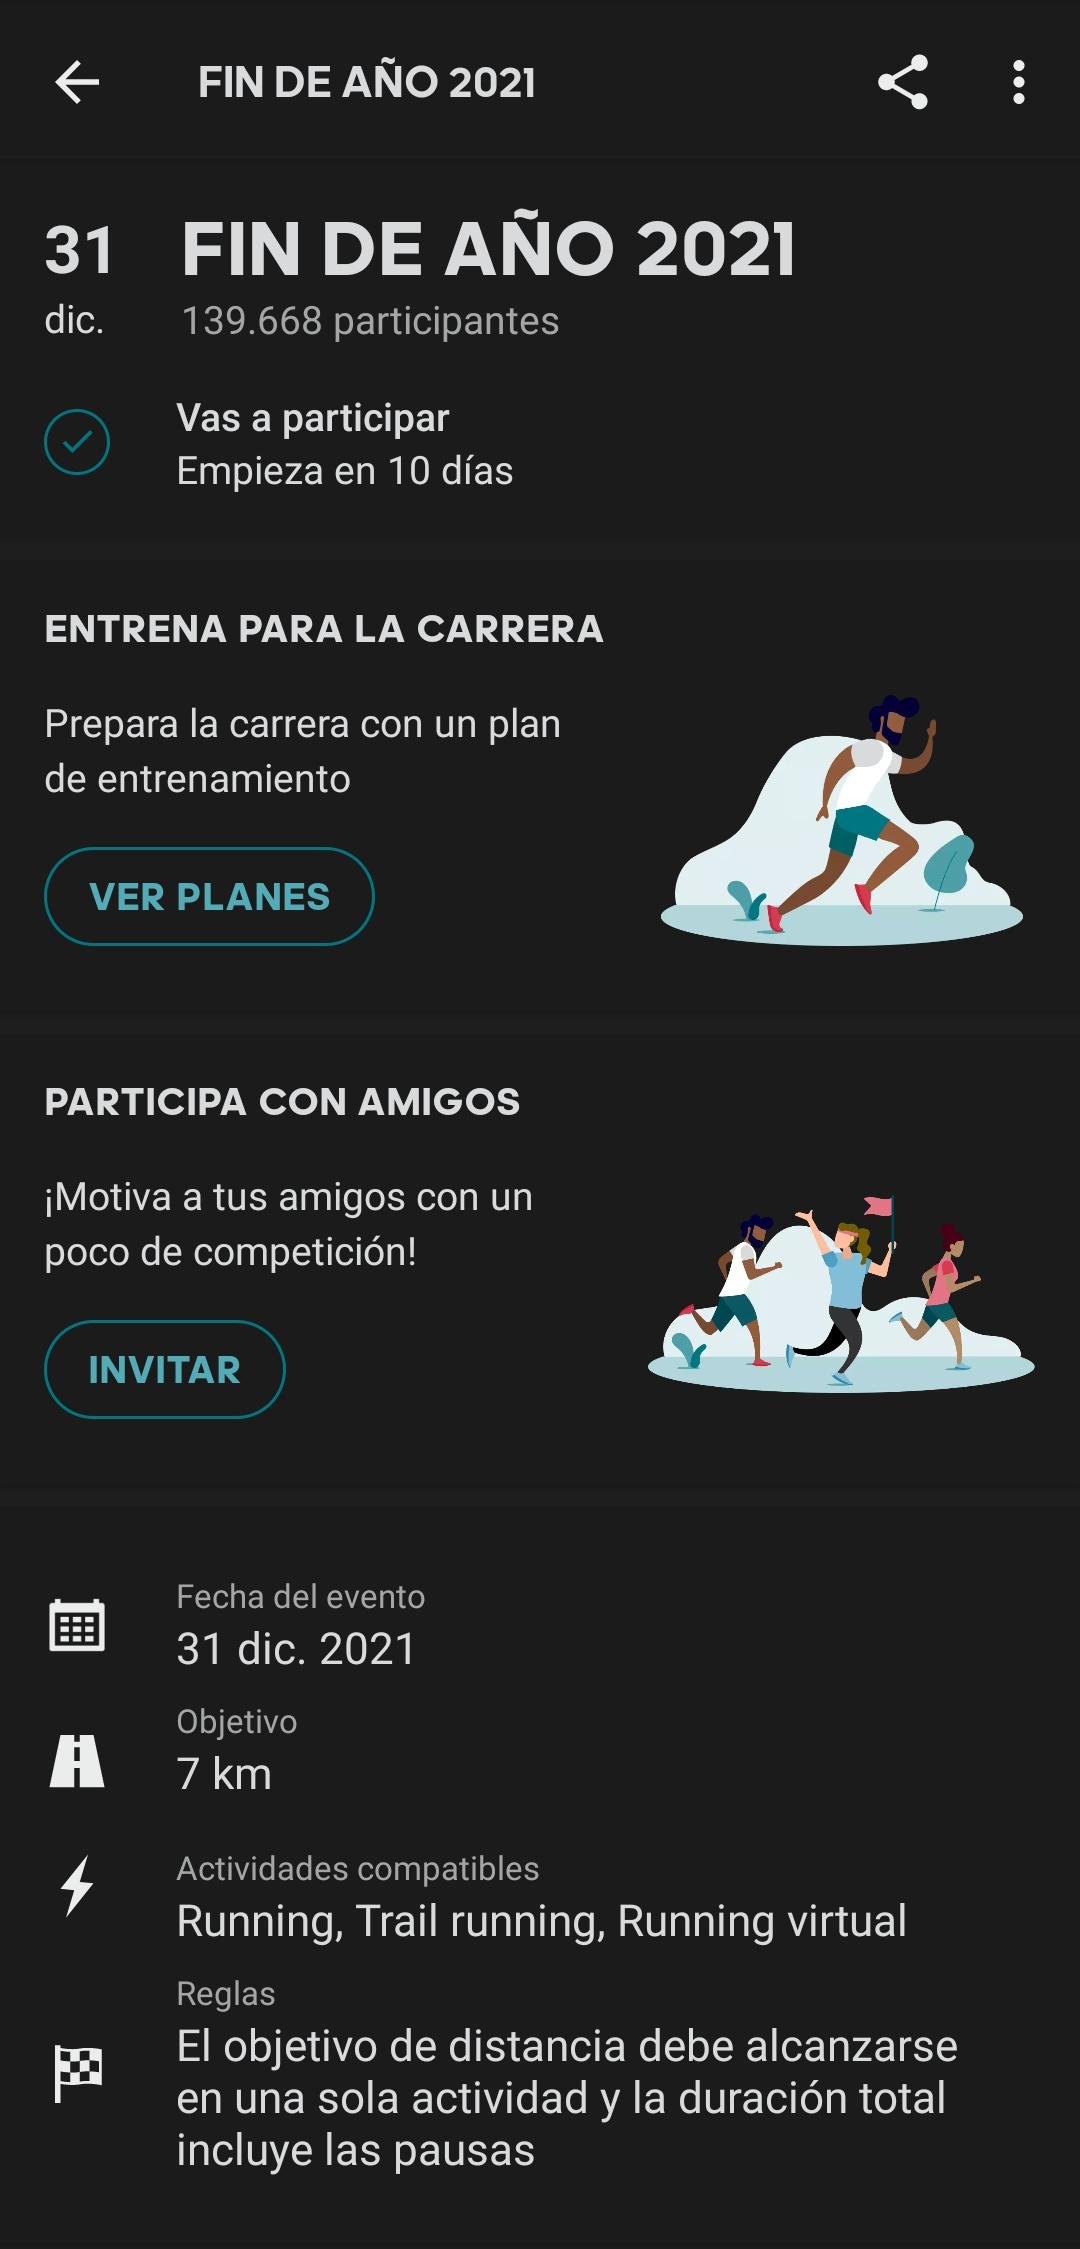 FIN DE AÑO 2021
31
dic.
FIN DE AÑO 2021
139.668 participantes
Vas a participar
Empieza en 10 días
ENTRENA PARA LA CARRERA
Prepara la carrera con un plan
de entrenamiento
VER PLANES
PARTICIPA CON AMIGOS
¡Motiva a tus amigos con un
poco de competición!
INVITAR
Fecha del evento
31 dic. 2021
Objetivo
7 km
Actividades compatibles
Running, Trail running, Running virtual
Reglas
El objetivo de distancia debe alcanzarse
en una sola actividad y la duración total
incluye las pausas